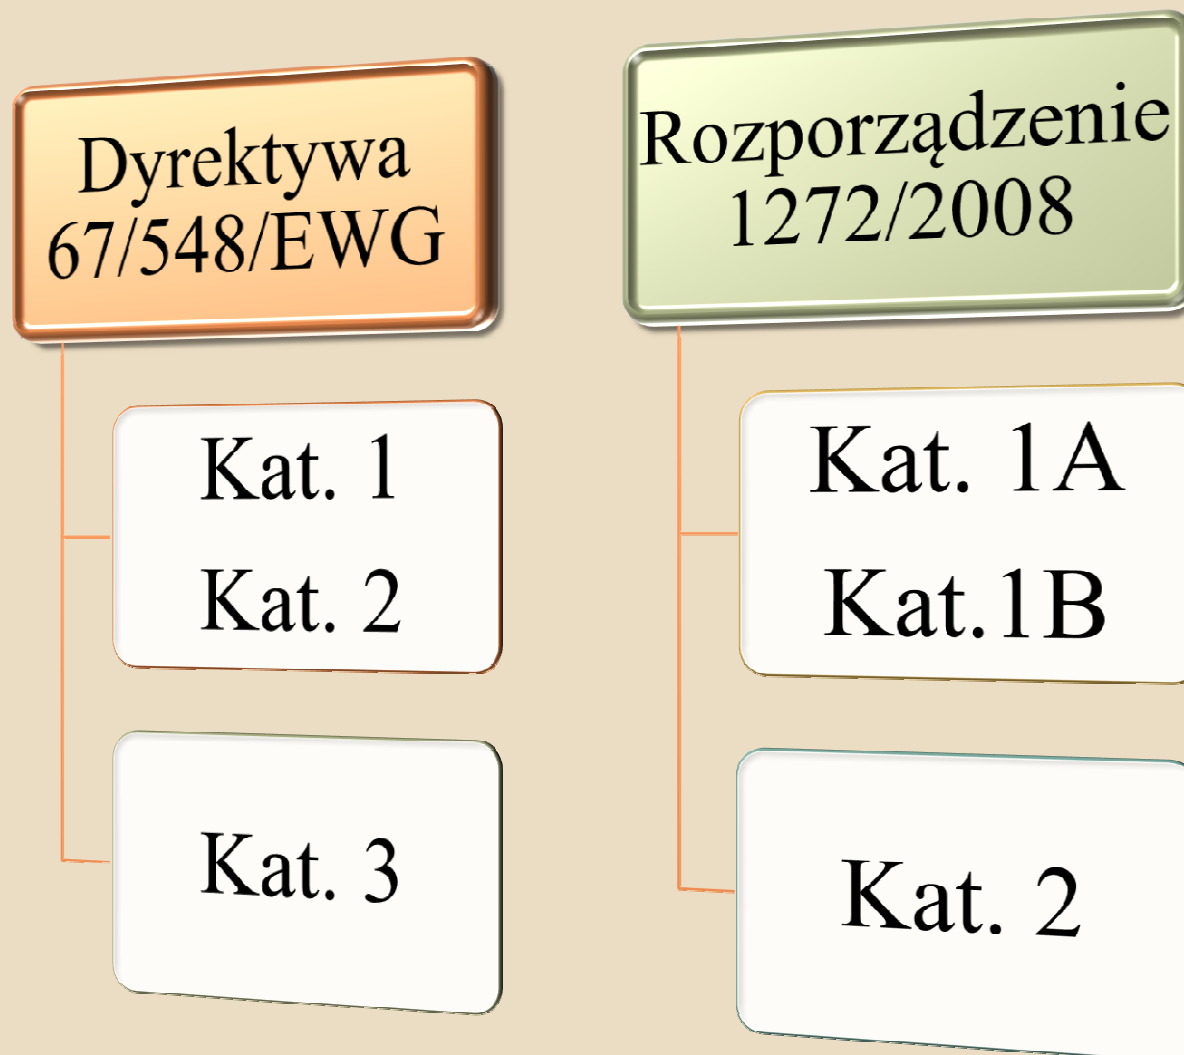 Dyrektywa
67/548/EWG
Kat. 1
Kat. 2
Kat. 3
Rozporządzenie
1272/2008
Kat. 1A
Kat.1B
Kat. 2